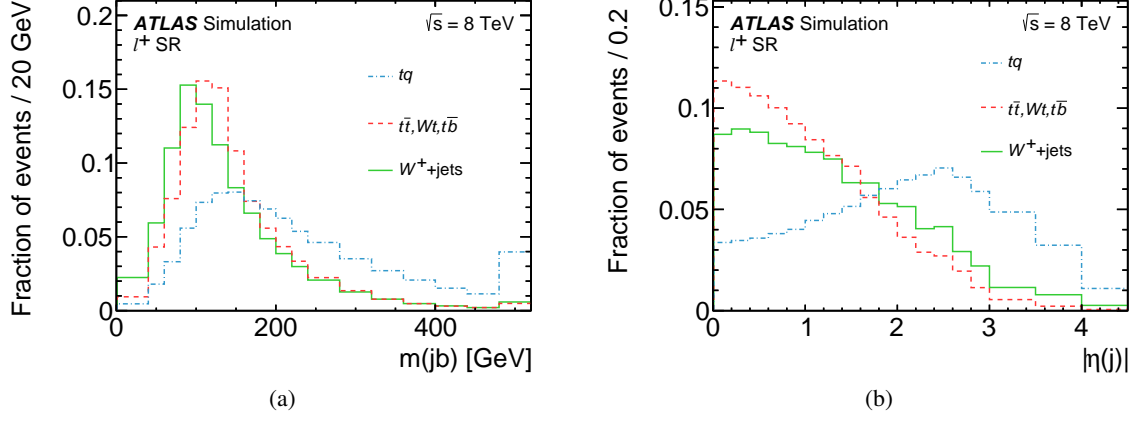 Fraction of events / 20 GeV
ATLAS Simulation
√s = 8 TeV
l⁺ SR
tq
tt̄,Wt,tb̄
W⁺+jets
0.15
0.1
0.05
0
0 200 400
m(jb) [GeV]
(a)
Fraction of events / 0.2
ATLAS Simulation
√s = 8 TeV
l⁺ SR
tq
tt̄,Wt,tb̄
W⁺+jets
0.15
0.1
0.05
0
0 1 2 3 4
|η(j)|
(b)